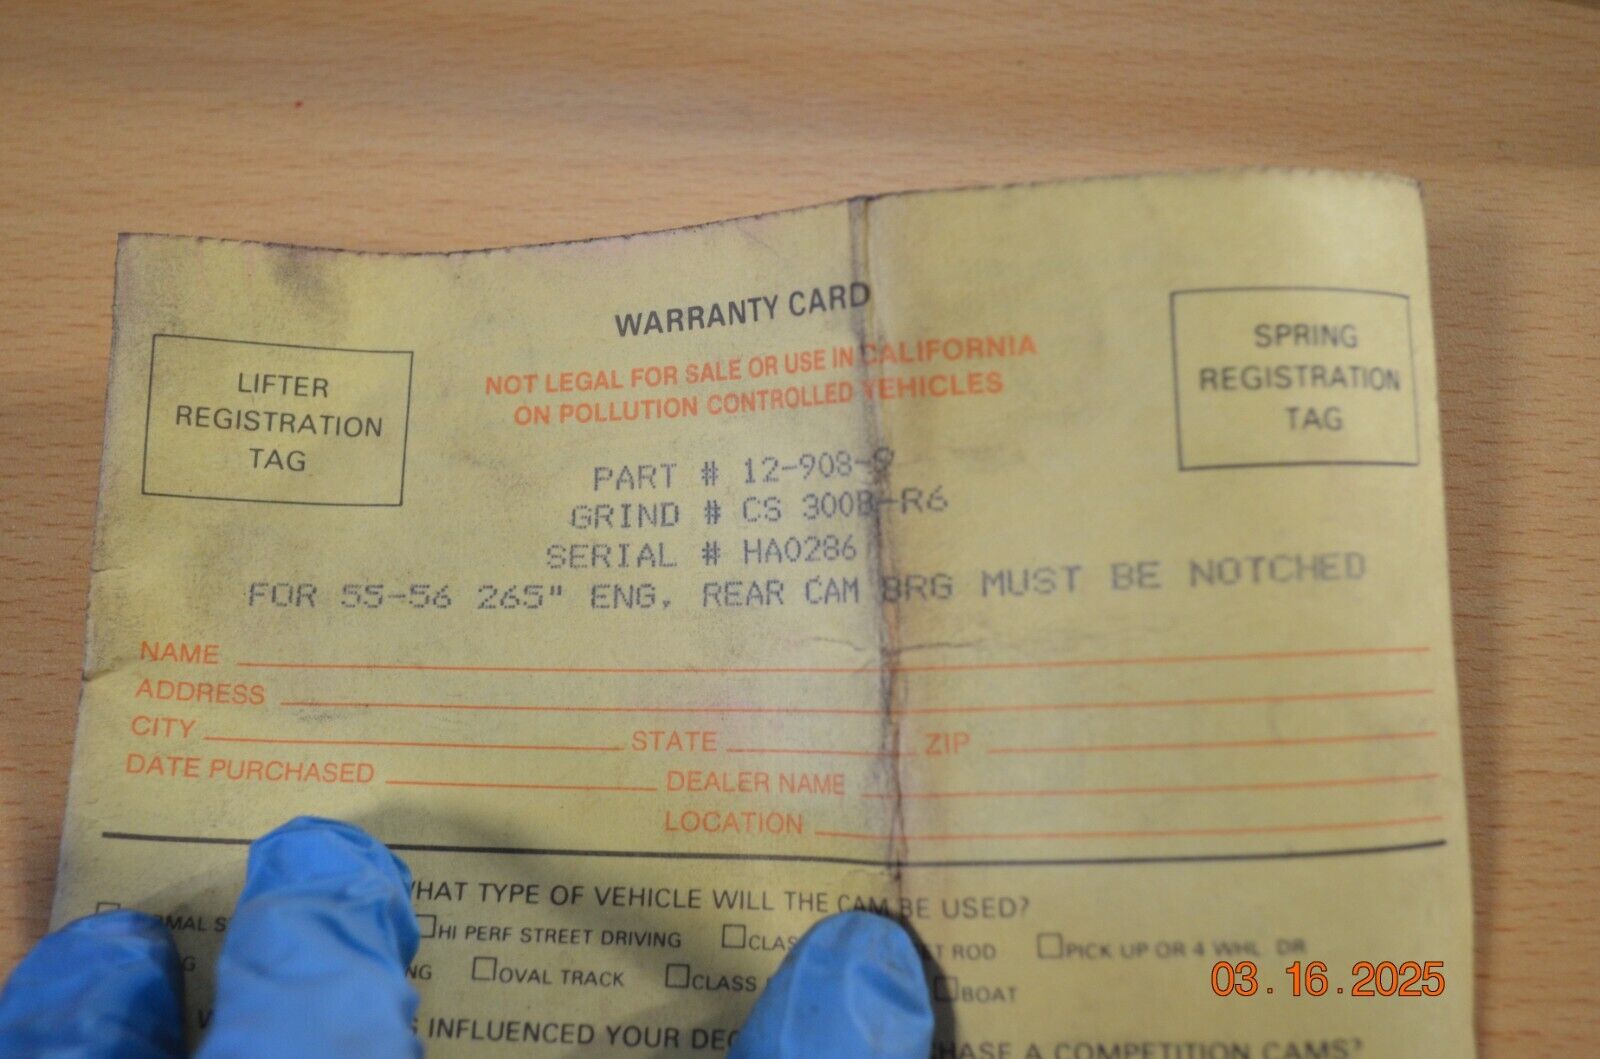 WARRANTY CARD
NOT LEGAL FOR SALE OR USE IN CALIFORNIA
ON POLLUTION CONTROLLED VEHICLES
LIFTER
REGISTRATION
TAG
SPRING
REGISTRATION
TAG
PART # 12-908-9
GRIND # CS 300B-R6
SERIAL # HA0286
FOR 55-56 265" ENG, REAR CAM BRG MUST BE NOTCHED
NAME
ADDRESS
CITY STATE ZIP
DATE PURCHASED DEALER NAME
LOCATION
WHAT TYPE OF VEHICLE WILL THE CAM BE USED?
HI PERF STREET DRIVING ROD PICK UP OR 4 WHL. DR
OVAL TRACK CLASS BOAT
INFLUENCED YOUR A COMPETITION CAMS?
03.16.2025